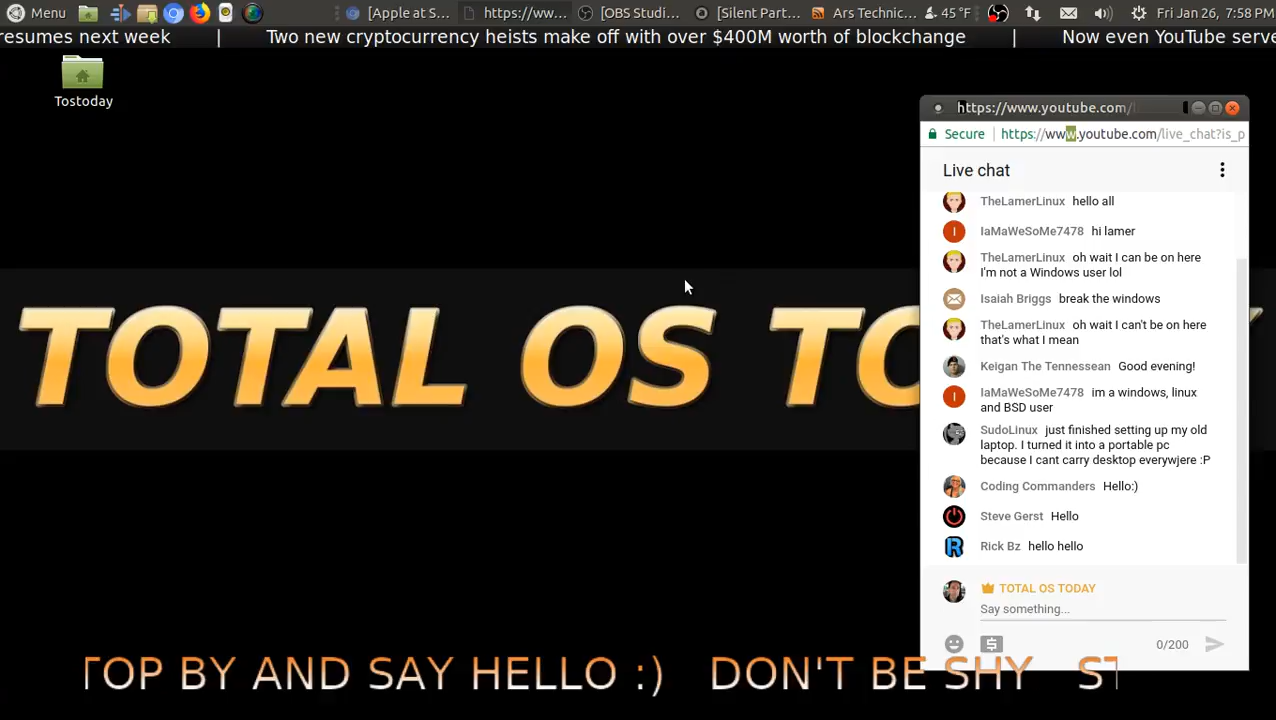 Menu [Apple at S... https://ww... [OBS Studi... [Silent Part... Ars Technic... 45 °F Fri Jan 26, 7:58 PM
resumes next week | Two new cryptocurrency heists make off with over $400M worth of blockchange | Now even YouTube serve
Tostoday
https://www.youtube.com/l
Secure | https://www.youtube.com/live_chat?is_p
Live chat
TheLamerLinux hello all
IaMaWeSoMe7478 hi lamer
TheLamerLinux oh wait I can be on here
I'm not a Windows user lol
Isaiah Briggs break the windows
TheLamerLinux oh wait I can't be on here
that's what I mean
Keigan The Tennessean Good evening!
IaMaWeSoMe7478 im a windows, linux
and BSD user
SudoLinux just finished setting up my old
laptop. I turned it into a portable pc
because I cant carry desktop everywjere :P
Coding Commanders Hello:)
Steve Gerst Hello
Rick Bz hello hello
TOTAL OS TODAY
Say something...
0/200
TOTAL OS TO
TOP BY AND SAY HELLO :) DON'T BE SHY ST